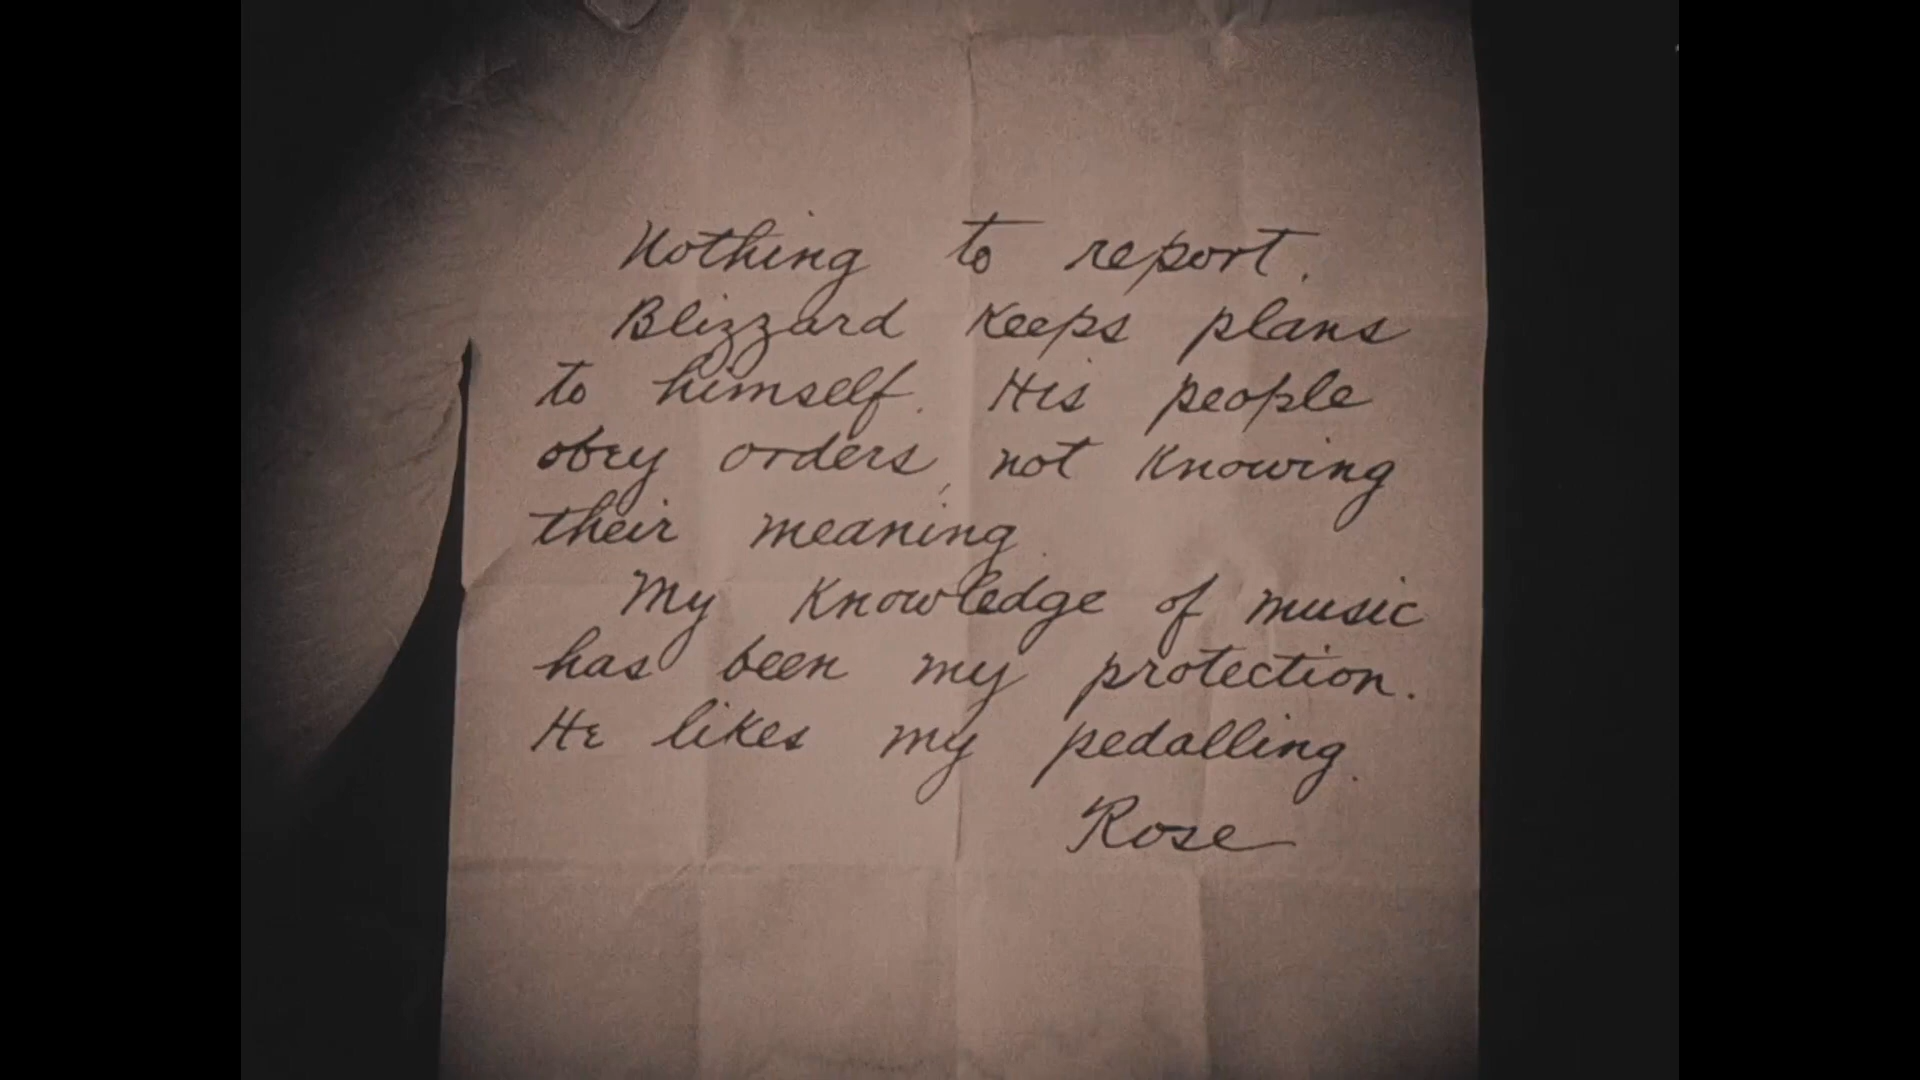 Nothing to report.
Blizzard keeps plans
to himself. His people
obey orders, not knowing
their meaning.
My knowledge of music
has been my protection.
He likes my pedalling.
Rose